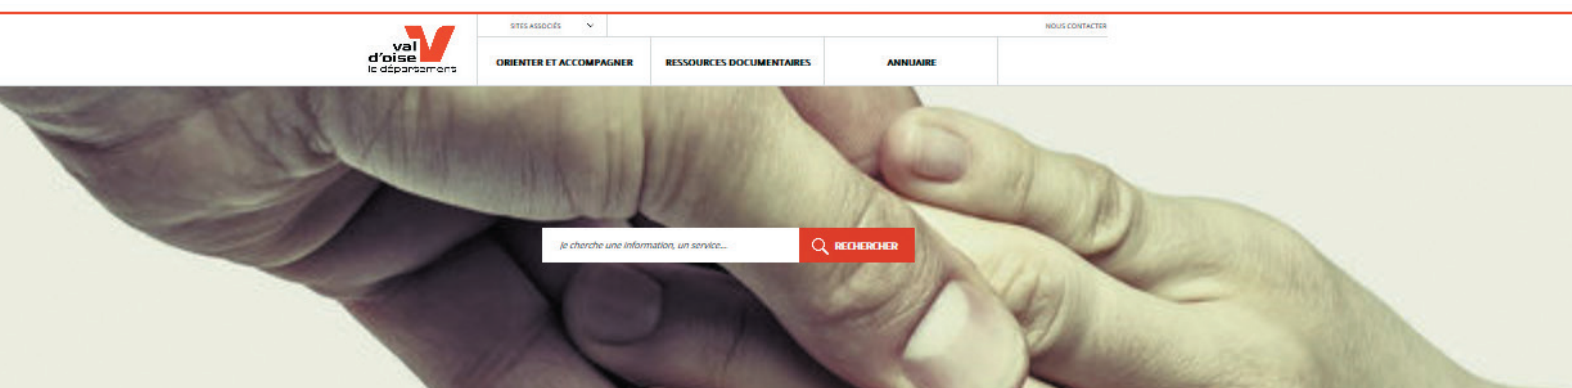 SITES ASSOCIÉS
NOUS CONTACTER
val
d'oise
le département
ORIENTER ET ACCOMPAGNER
RESSOURCES DOCUMENTAIRES
ANNUAIRE
Je cherche une information, un service...
RECHERCHER